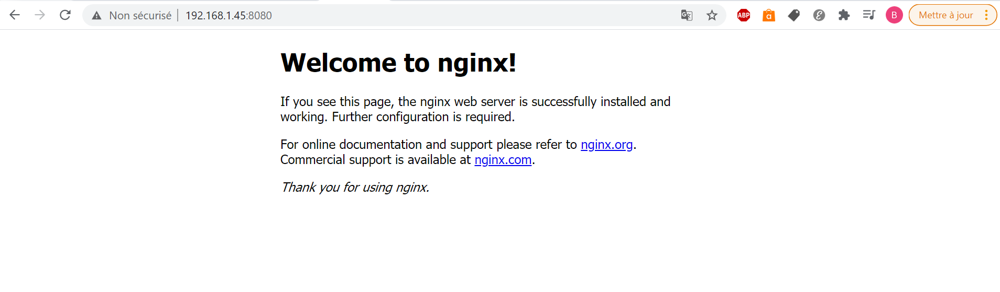 Non sécurisé | 192.168.1.45:8080 ABP a B Mettre à jour
Welcome to nginx!
If you see this page, the nginx web server is successfully installed and
working. Further configuration is required.
For online documentation and support please refer to nginx.org.
Commercial support is available at nginx.com.
Thank you for using nginx.